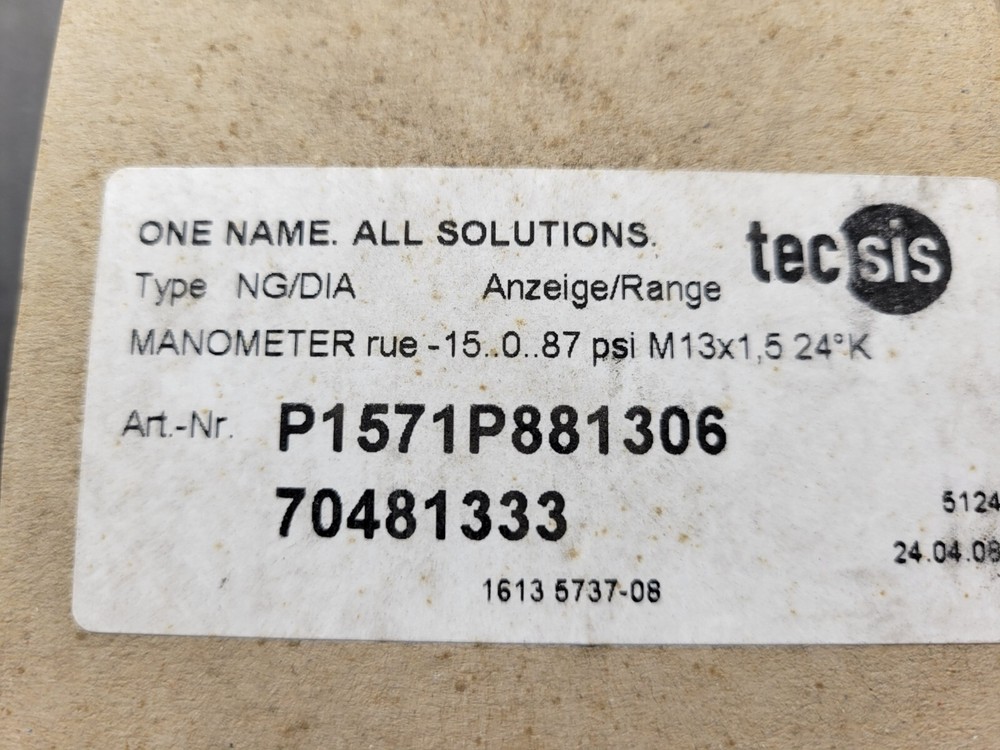 ONE NAME. ALL SOLUTIONS.
tecsis
Type NG/DIA Anzeige/Range
MANOMETER rue -15..0..87 psi M13x1,5 24°K
Art.-Nr. P1571P881306
70481333
5124
24.04.08
1613 5737-08